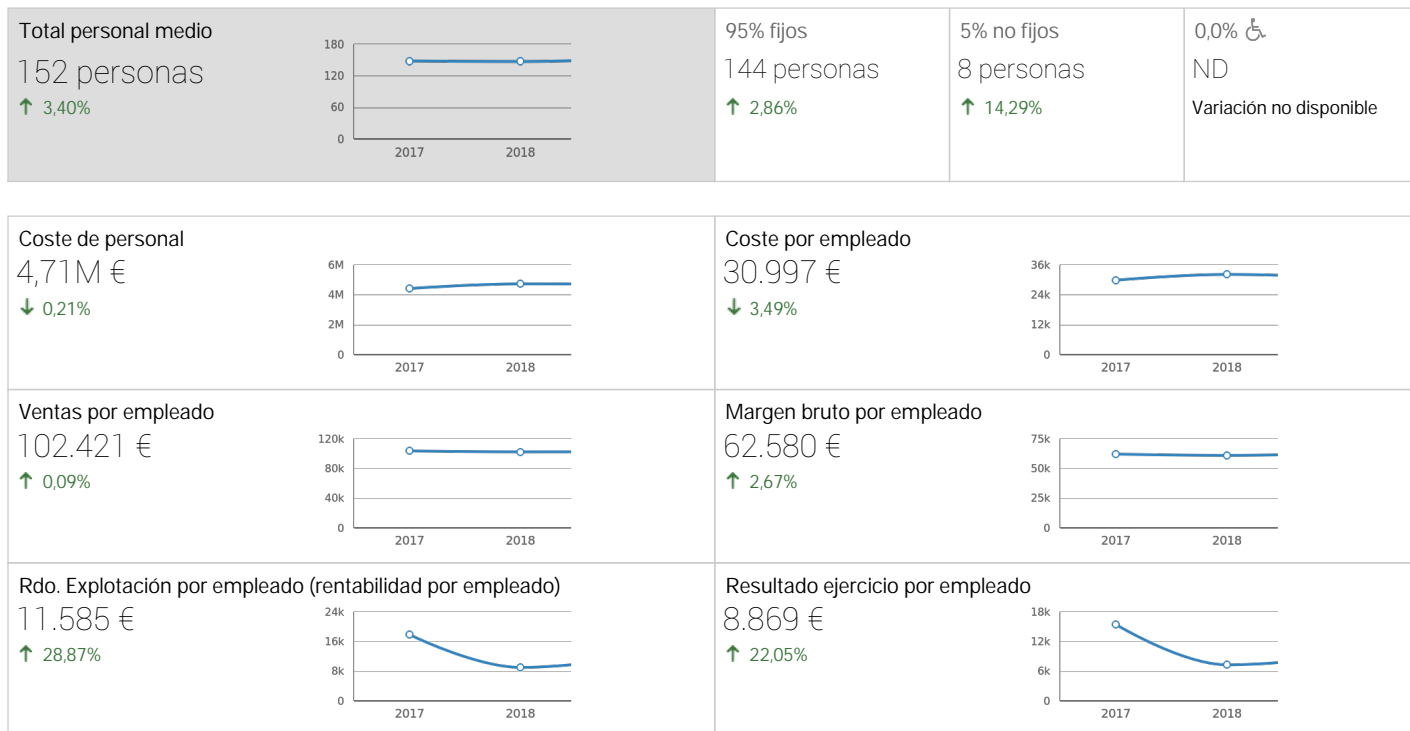 Total personal medio
152 personas
↑ 3,40%
180
120
60
0
2017 2018
95% fijos
144 personas
↑ 2,86%
5% no fijos
8 personas
↑ 14,29%
0,0%
ND
Variación no disponible
Coste de personal
4,71M €
↓ 0,21%
6M
4M
2M
0
2017 2018
Coste por empleado
30.997 €
↓ 3,49%
36k
24k
12k
0
2017 2018
Ventas por empleado
102.421 €
↑ 0,09%
120k
80k
40k
0
2017 2018
Margen bruto por empleado
62.580 €
↑ 2,67%
75k
50k
25k
0
2017 2018
Rdo. Explotación por empleado (rentabilidad por empleado)
11.585 €
↑ 28,87%
24k
16k
8k
0
2017 2018
Resultado ejercicio por empleado
8.869 €
↑ 22,05%
18k
12k
6k
0
2017 2018